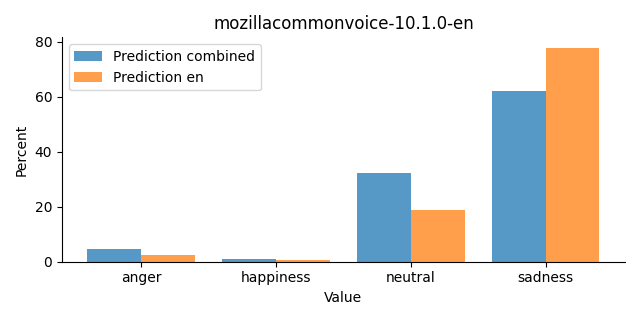 mozillacommonvoice-10.1.0-en
Prediction combined
Prediction en
Percent
80
60
40
20
0
anger happiness neutral sadness
Value